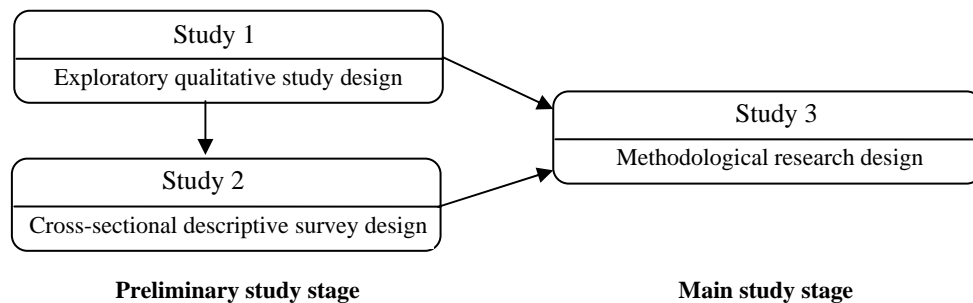 Study 1
Exploratory qualitative study design
Study 2
Cross-sectional descriptive survey design
Study 3
Methodological research design
Preliminary study stage
Main study stage